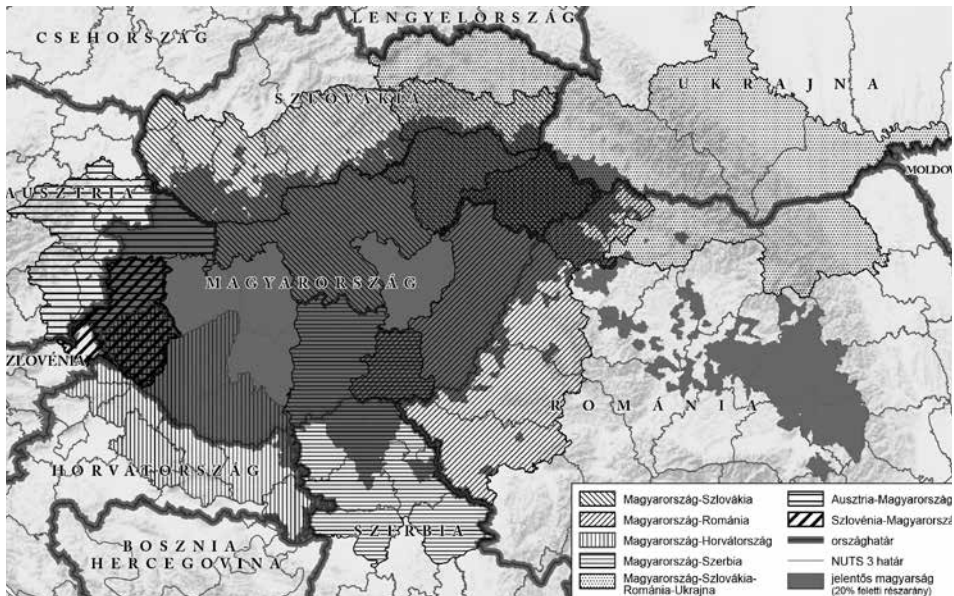 LENGYELORSZÁG
CSEHORSZÁG
SZLOVÁKIA
UKRAJNA
MOLDOV
AUSZTRIA
MAGYARORSZÁG
ZLOVÉNIA
ROMÁNIA
HORVÁTORSZÁG
SZERBIA
BOSZNIA
HERCEGOVINA
Magyarország-Szlovákia
Magyarország-Románia
Magyarország-Horvátország
Magyarország-Szerbia
Magyarország-Szlovákia-
Románia-Ukrajna
Ausztria-Magyarország
Szlovénia-Magyarorszá
országhatár
NUTS 3 határ
jelentős magyarság
(20% feletti részarány)